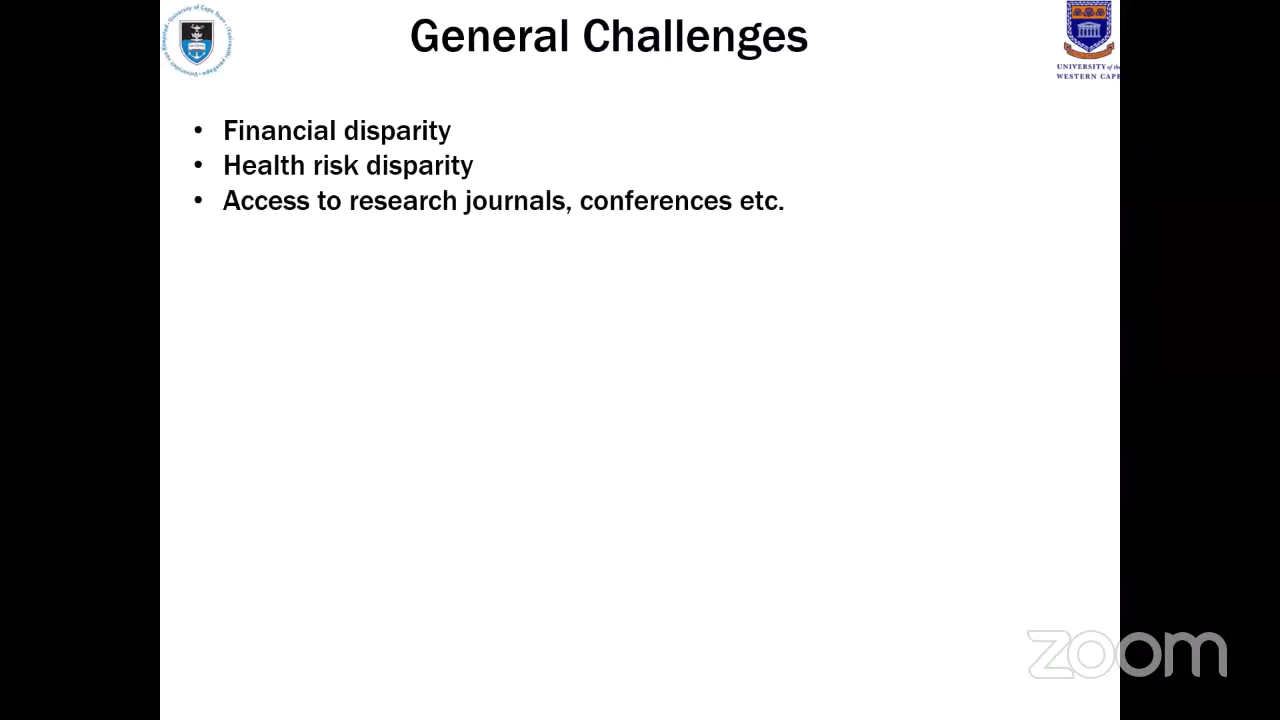 General Challenges
UNIVERSITY of the
WESTERN CAPE
• Financial disparity
• Health risk disparity
• Access to research journals, conferences etc.
zoom